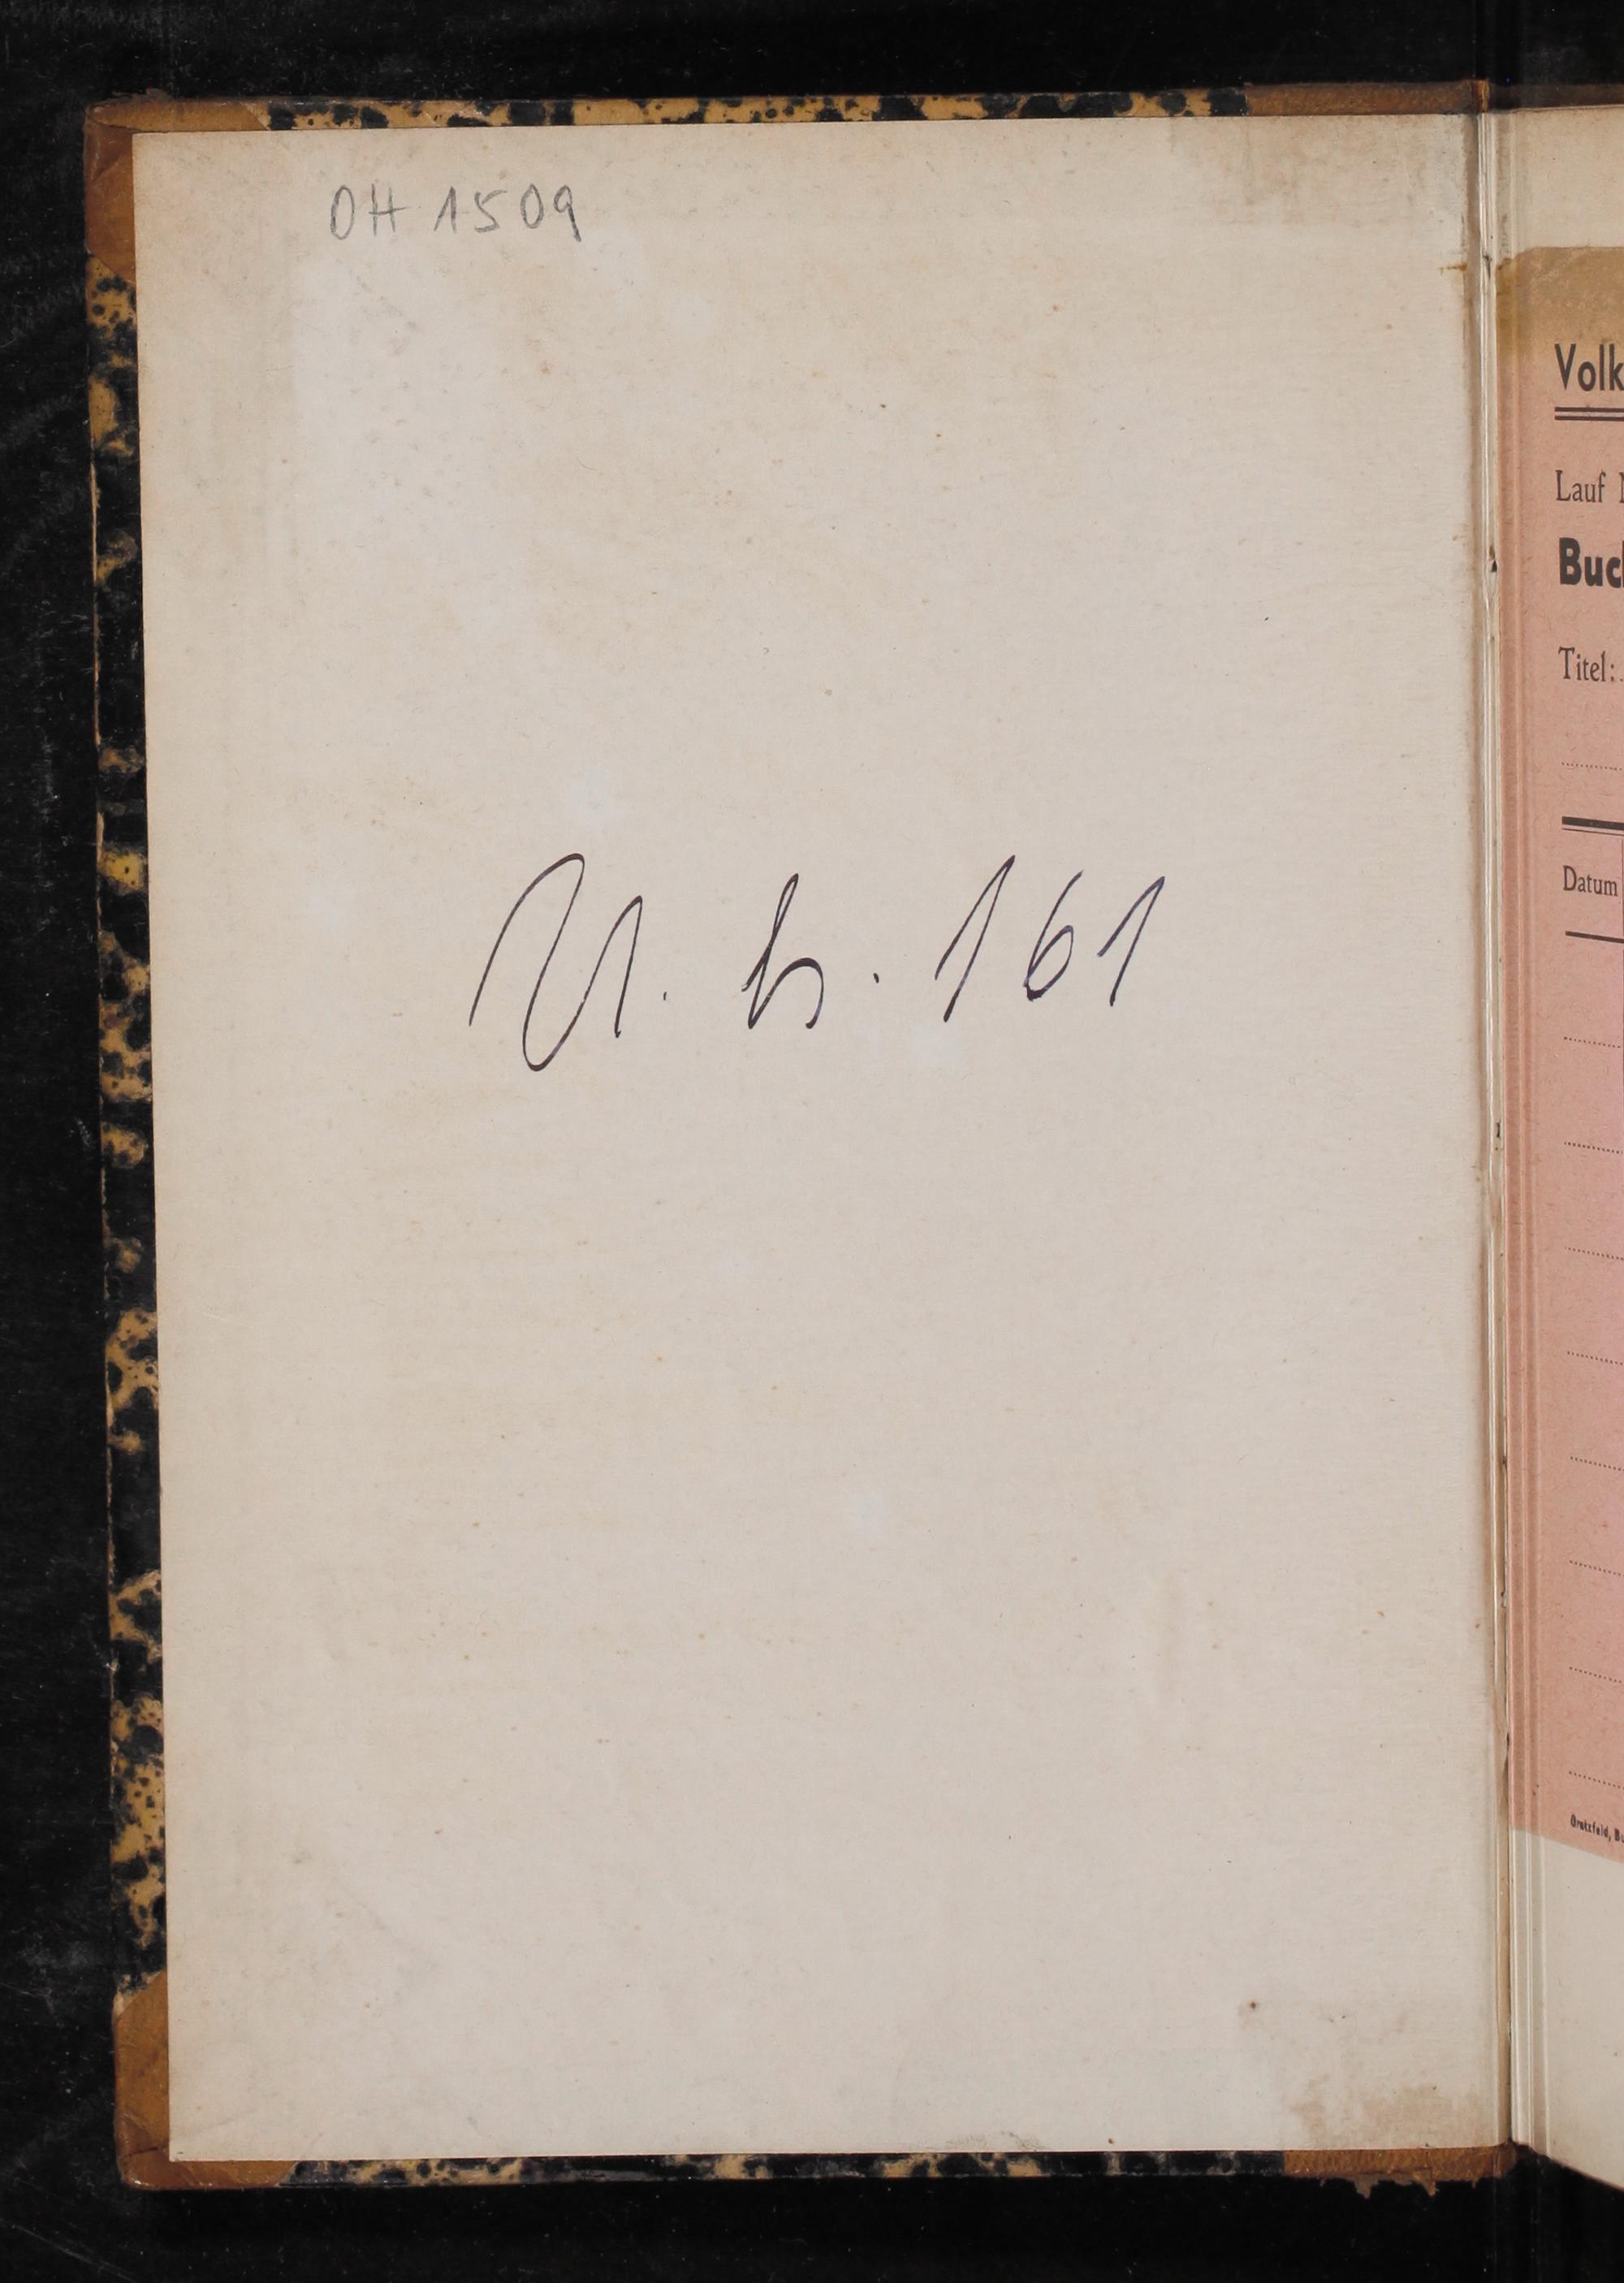 OH 1509
161
Volk
Lauf
Buc
Titel:
Datum